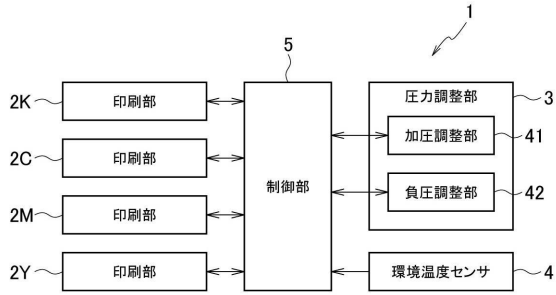 1
5
2K 印刷部
2C 印刷部
2M 印刷部
2Y 印刷部
制御部
圧力調整部 3
加圧調整部 41
負圧調整部 42
環境温度センサ 4